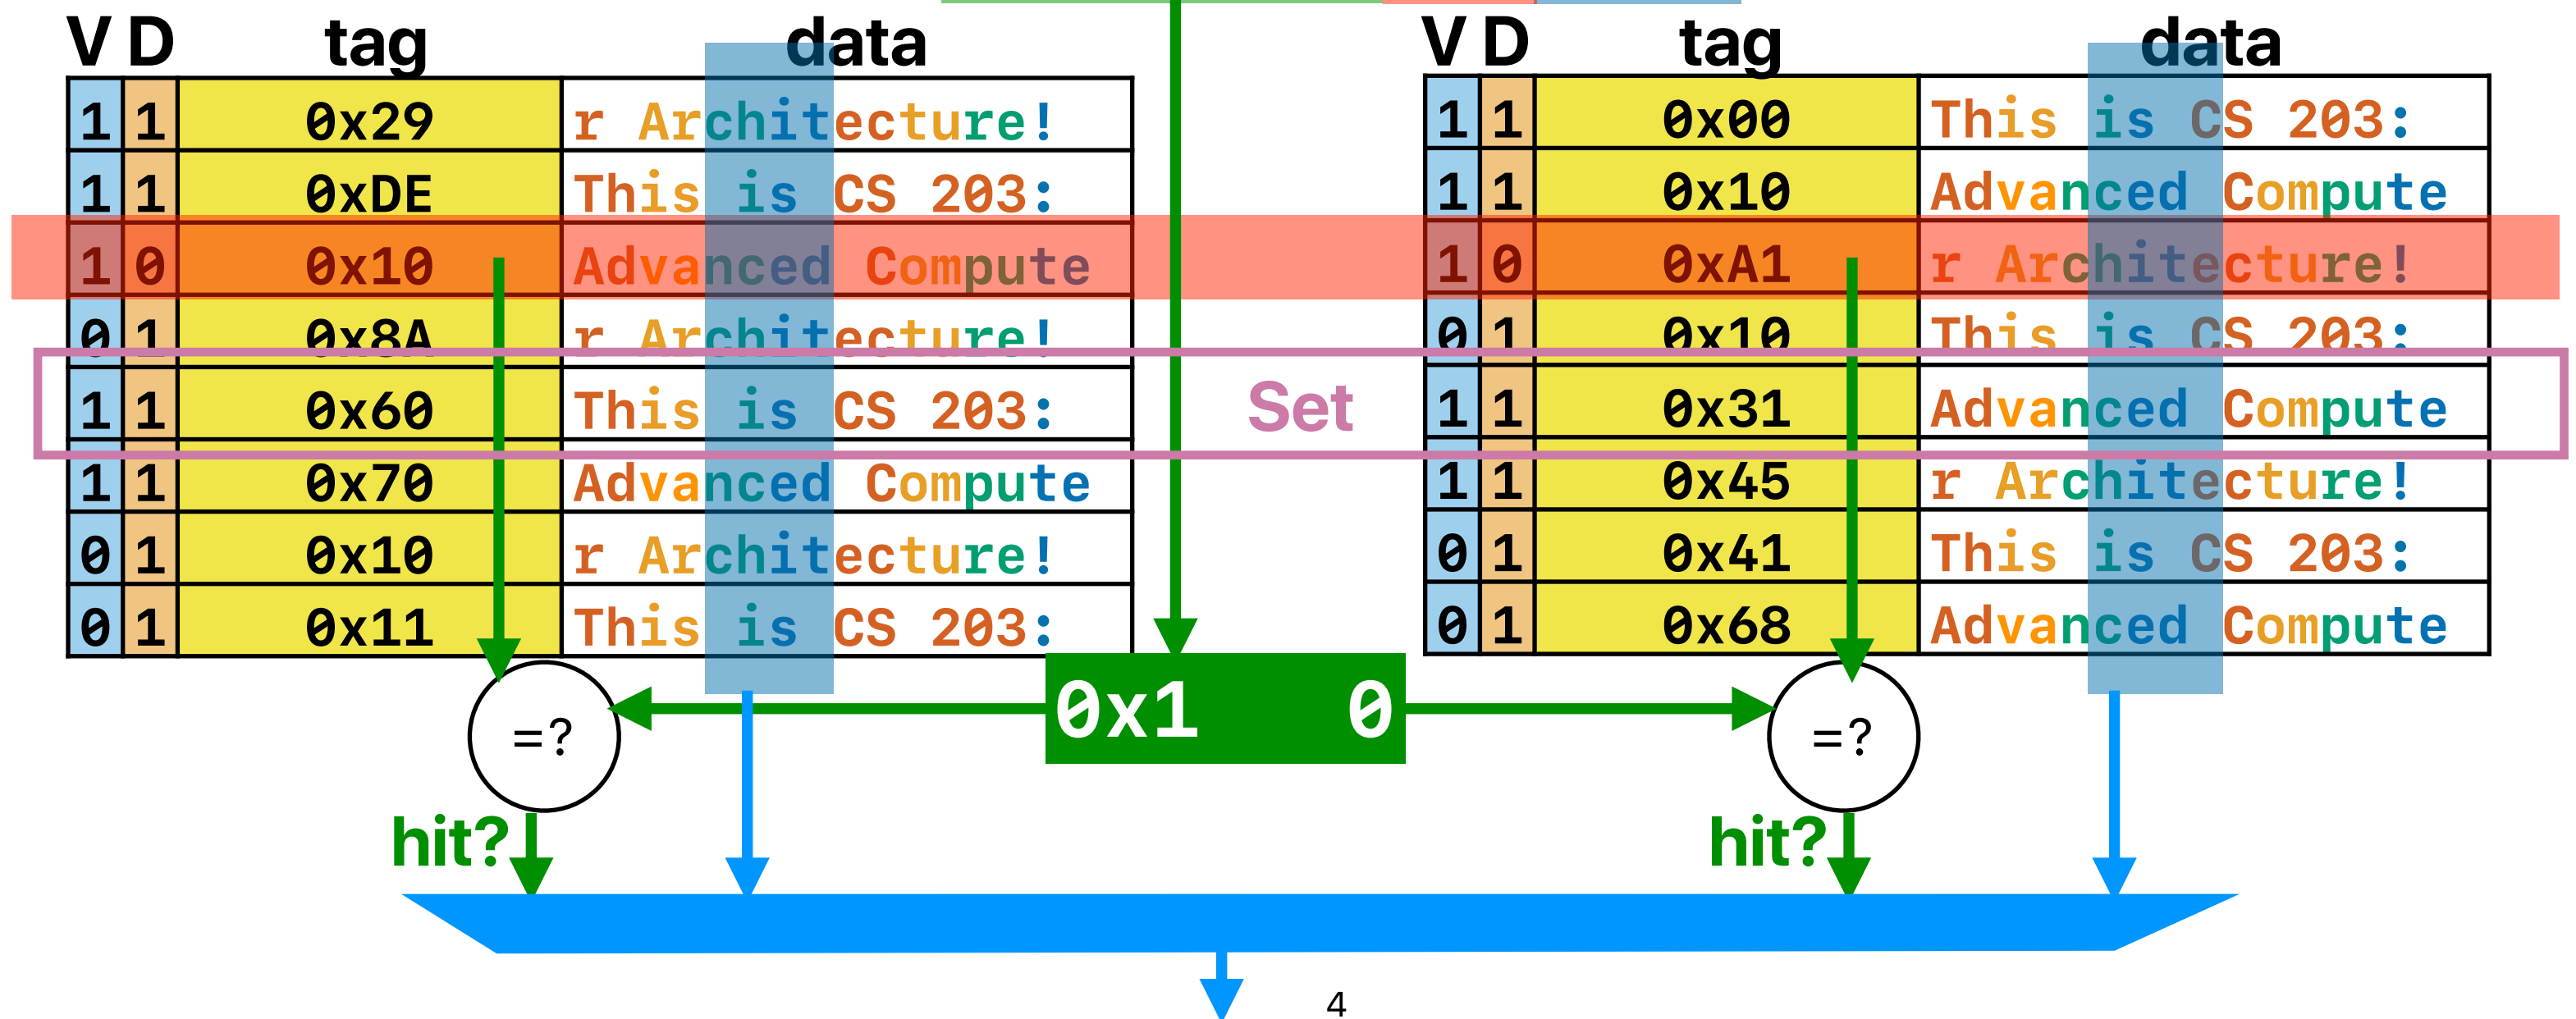 V D tag data V D tag data
1 1 0x29 r Architecture! 1 1 0x00 This is CS 203:
1 1 0xDE This is CS 203: 1 1 0x10 Advanced Compute
1 0 0x10 Advanced Compute 1 0 0xA1 r Architecture!
0 1 0x8A r Architecture! 0 1 0x10 This is CS 203:
1 1 0x60 This is CS 203: Set 1 1 0x31 Advanced Compute
1 1 0x70 Advanced Compute 1 1 0x45 r Architecture!
0 1 0x10 r Architecture! 0 1 0x41 This is CS 203:
0 1 0x11 This is CS 203: 0 1 0x68 Advanced Compute
=? 0x1 0 =?
hit? hit?
4